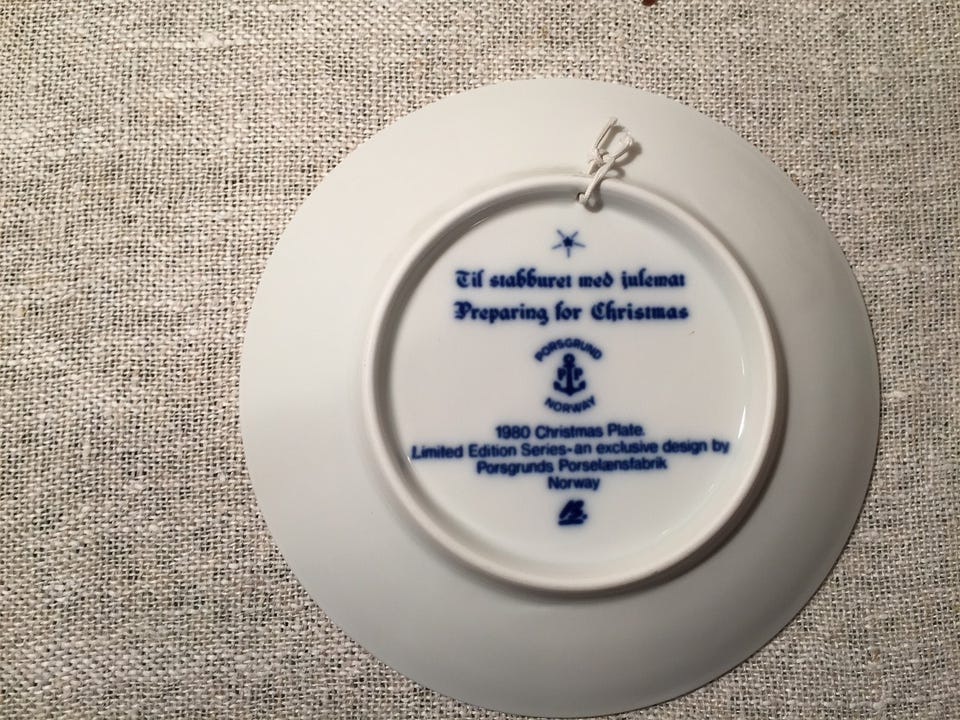 Til stabburet med julemat
Preparing for Christmas
PORSGRUND
P P
NORWAY
1980 Christmas Plate.
Limited Edition Series-an exclusive design by
Porsgrunds Porselænsfabrik
Norway